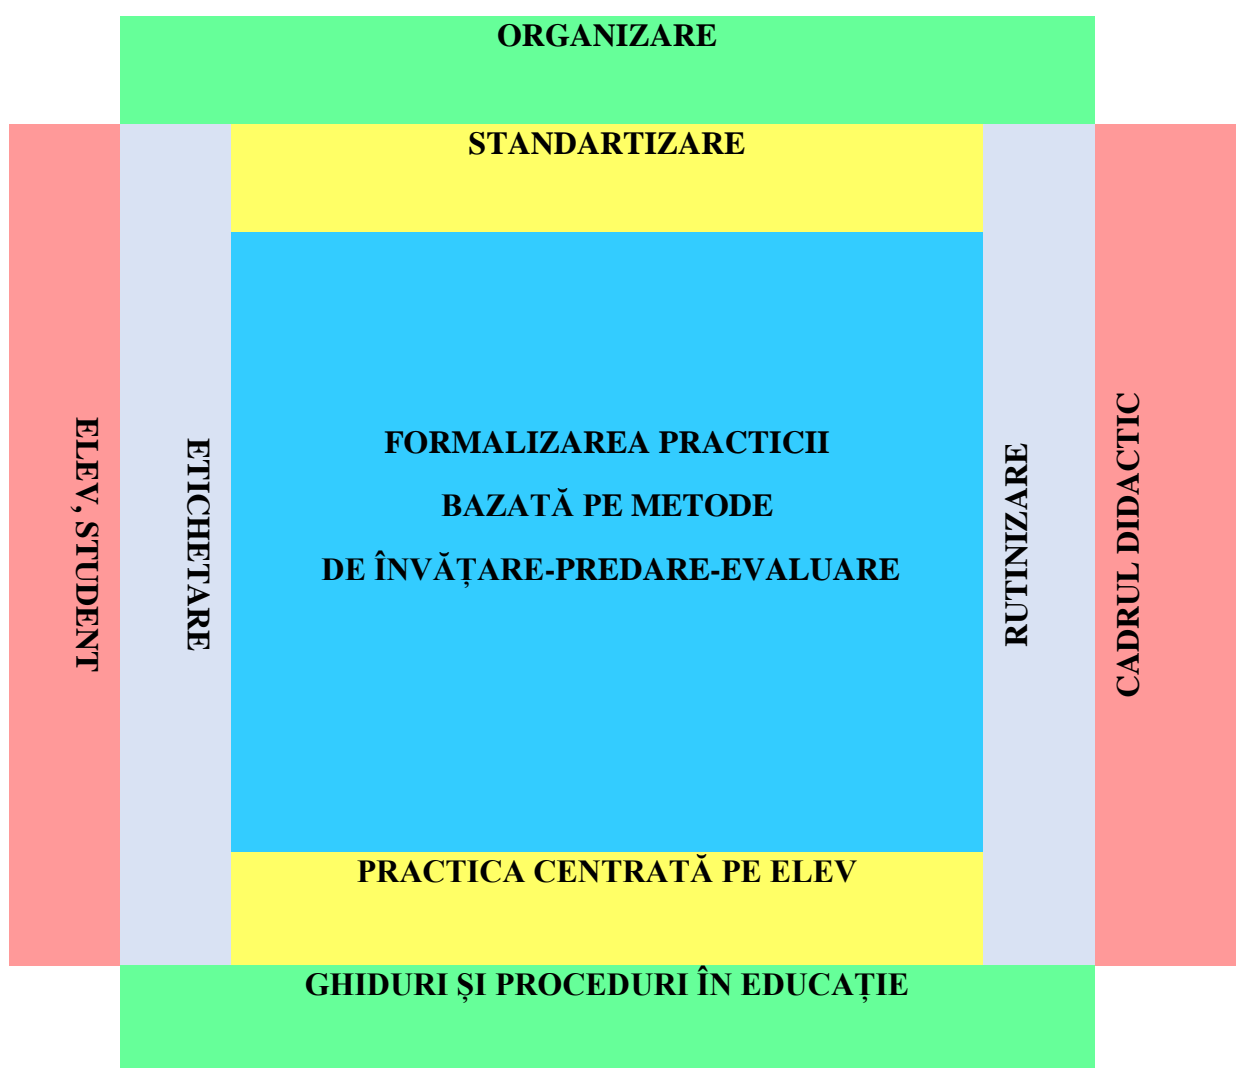 ORGANIZARE
STANDARTIZARE
ELEV, STUDENT
ETICHETARE
FORMALIZAREA PRACTICII
BAZATĂ PE METODE
DE ÎNVĂȚARE-PREDARE-EVALUARE
RUTINIZARE
CADRUL DIDACTIC
PRACTICA CENTRATĂ PE ELEV
GHIDURI ȘI PROCEDURI ÎN EDUCAȚIE